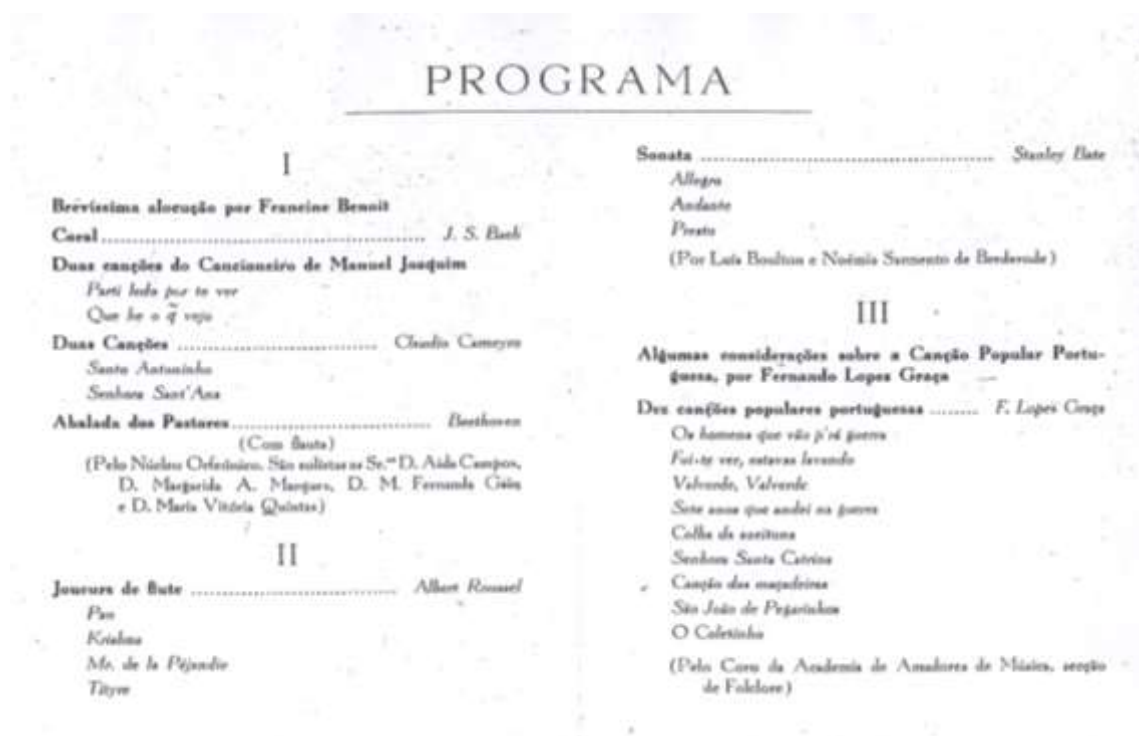 PROGRAMA
I
Brevíssima alocução por Francine Benoit
Coral ........................................ J. S. Bach
Duas canções do Cancioneiro de Manuel Joaquim
Parti ledo por te ver
Que he o q̃ vejo
Duas Canções ........................................ Claudio Carneyro
Santo Antoninho
Senhora Sant'Ana
Abalada dos Pastores ........................................ Beethoven
(Com flauta)
(Pelo Núcleo Orfeónico. São solistas as Sr.as D. Aida Campos,
D. Margarida A. Marques, D. M. Fernanda
e D. Maria Vitória Quintas)
II
Joueurs de flute ........................................ Albert Roussel
Pan
Krishna
Mr. de la Péjaudie
Tityre
Sonata ........................................ Stanley Bate
Allegro
Andante
Presto
(Por Luís Boulton e Noémia Sarmento de Brederode)
III
Algumas considerações sobre a Canção Popular Portu-
guesa, por Fernando Lopes Graça
Dez canções populares portuguesas ........ F. Lopes Graça
Os homens que vão p'rá guerra
Fui-te ver, estavas lavando
Valverde, Valverde
Sete anos que andei na guerra
Colha da azeitona
Senhora Santa Catrina
Canção das maçadeiras
São João de Pegarinhos
O Caletinho
(Pelo Coro da Academia de Amadores de Música, secção
de Folclore)